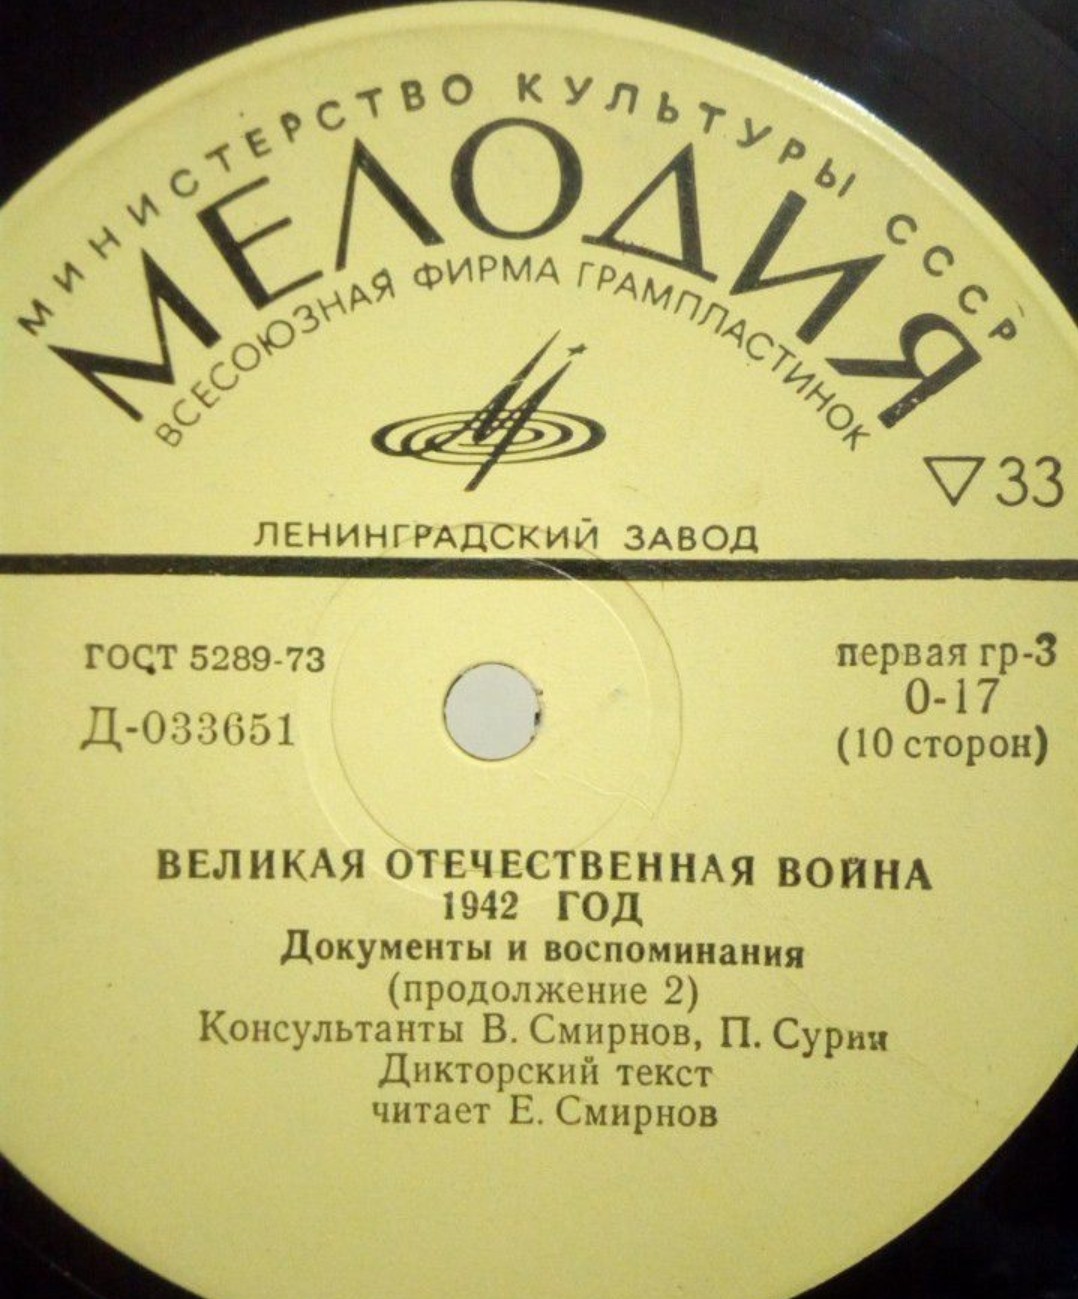 МИНИСТЕРСТВО КУЛЬТУРЫ СССР
МЕЛОДИЯ
ВСЕСОЮЗНАЯ ФИРМА ГРАМПЛАСТИНОК
33
ЛЕНИНГРАДСКИЙ ЗАВОД
ГОСТ 5289-73
Д-033651
первая гр-3
0-17
(10 сторон)
ВЕЛИКАЯ ОТЕЧЕСТВЕННАЯ ВОЙНА
1942 ГОД
Документы и воспоминания
(продолжение 2)
Консультанты В. Смирнов, П. Сурин
Дикторский текст
читает Е. Смирнов